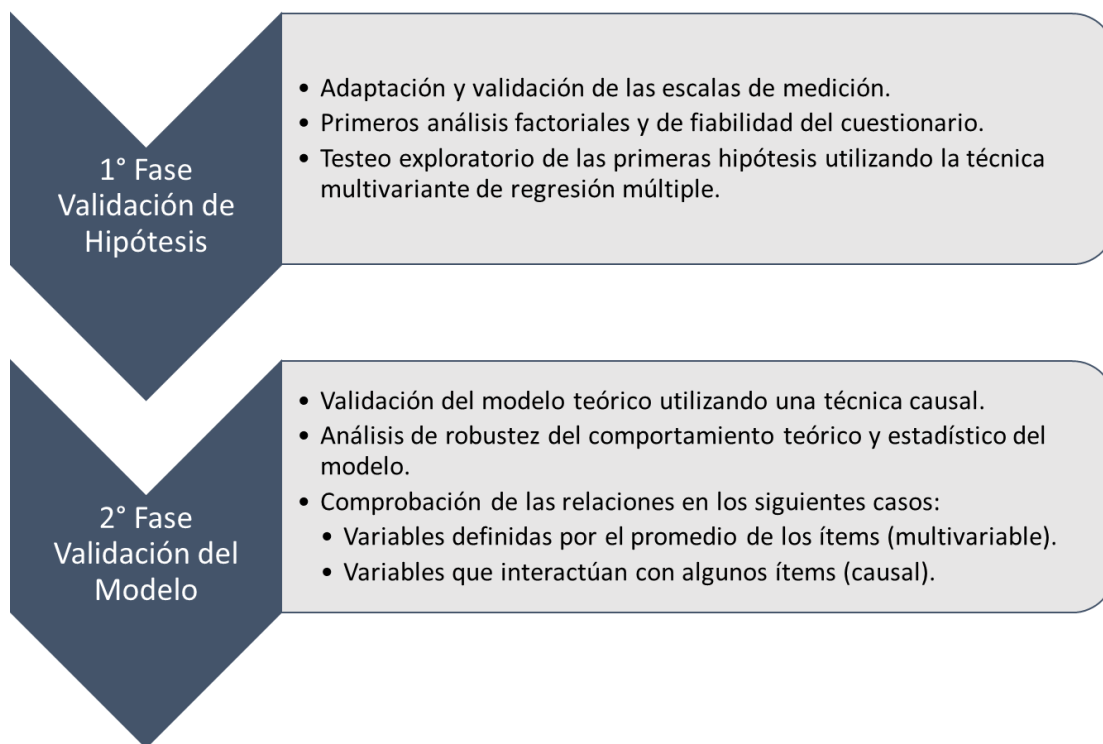 1° Fase
Validación de
Hipótesis
• Adaptación y validación de las escalas de medición.
• Primeros análisis factoriales y de fiabilidad del cuestionario.
• Testeo exploratorio de las primeras hipótesis utilizando la técnica
multivariante de regresión múltiple.
2° Fase
Validación del
Modelo
• Validación del modelo teórico utilizando una técnica causal.
• Análisis de robustez del comportamiento teórico y estadístico del
modelo.
• Comprobación de las relaciones en los siguientes casos:
• Variables definidas por el promedio de los ítems (multivariable).
• Variables que interactúan con algunos ítems (causal).